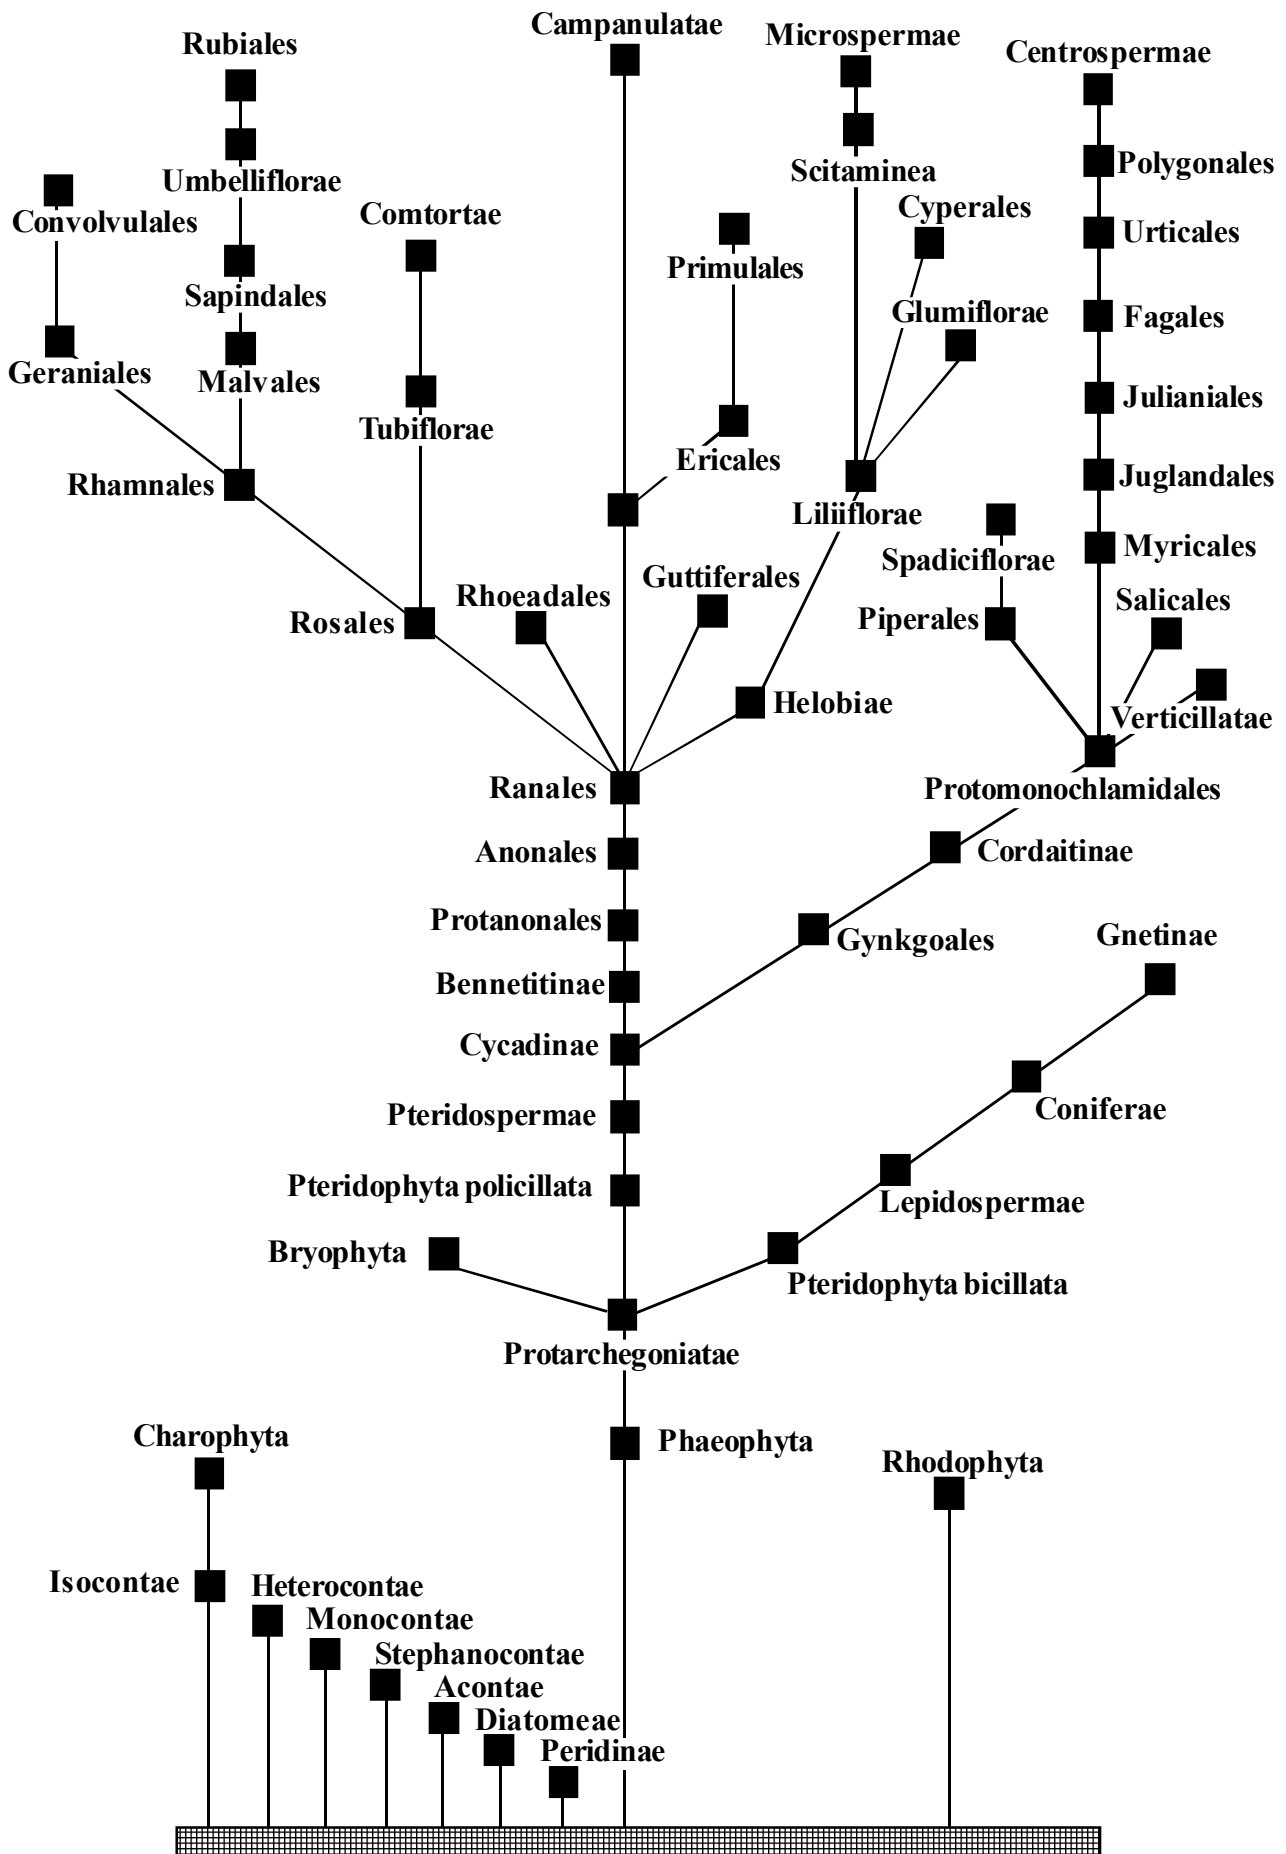 Campanulatae
Microspermae
Rubiales
Centrospermae
Polygonales
Scitaminea
Umbelliflorae
Cyperales
Comtortae
Convolvulales
Urticales
Primulales
Sapindales
Glumiflorae
Fagales
Geraniales
Malvales
Julianiales
Tubiflorae
Ericales
Juglandales
Rhamnales
Liliiflorae
Myricales
Spadiciflorae
Guttiferales
Rhoeadales
Salicales
Piperales
Rosales
Helobiae
Verticillatae
Ranales
Protomonochlamidales
Anonales
Cordaitinae
Protanonales
Gnetinae
Gynkgoales
Bennetitinae
Cycadinae
Coniferae
Pteridospermae
Pteridophyta policillata
Lepidospermae
Bryophyta
Pteridophyta bicillata
Protarchegoniatae
Charophyta
Phaeophyta
Rhodophyta
Isocontae
Heterocontae
Monocontae
Stephanocontae
Acontae
Diatomeae
Peridinae